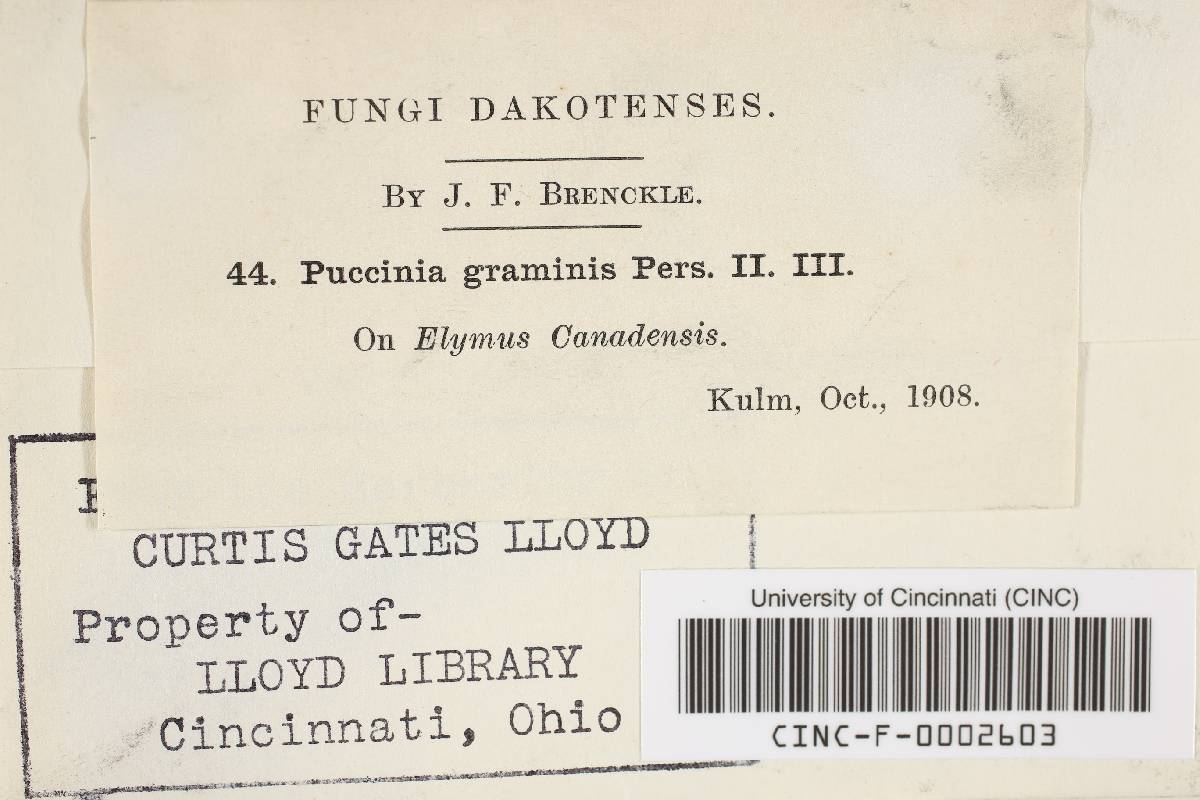 FUNGI DAKOTENSES.
BY J. F. BRENCKLE.
44. Puccinia graminis Pers. II. III.
On Elymus Canadensis.
Kulm, Oct., 1908.
CURTIS GATES LLOYD
Property of-
LLOYD LIBRARY
Cincinnati, Ohio
University of Cincinnati (CINC)
CINC-F-0002603